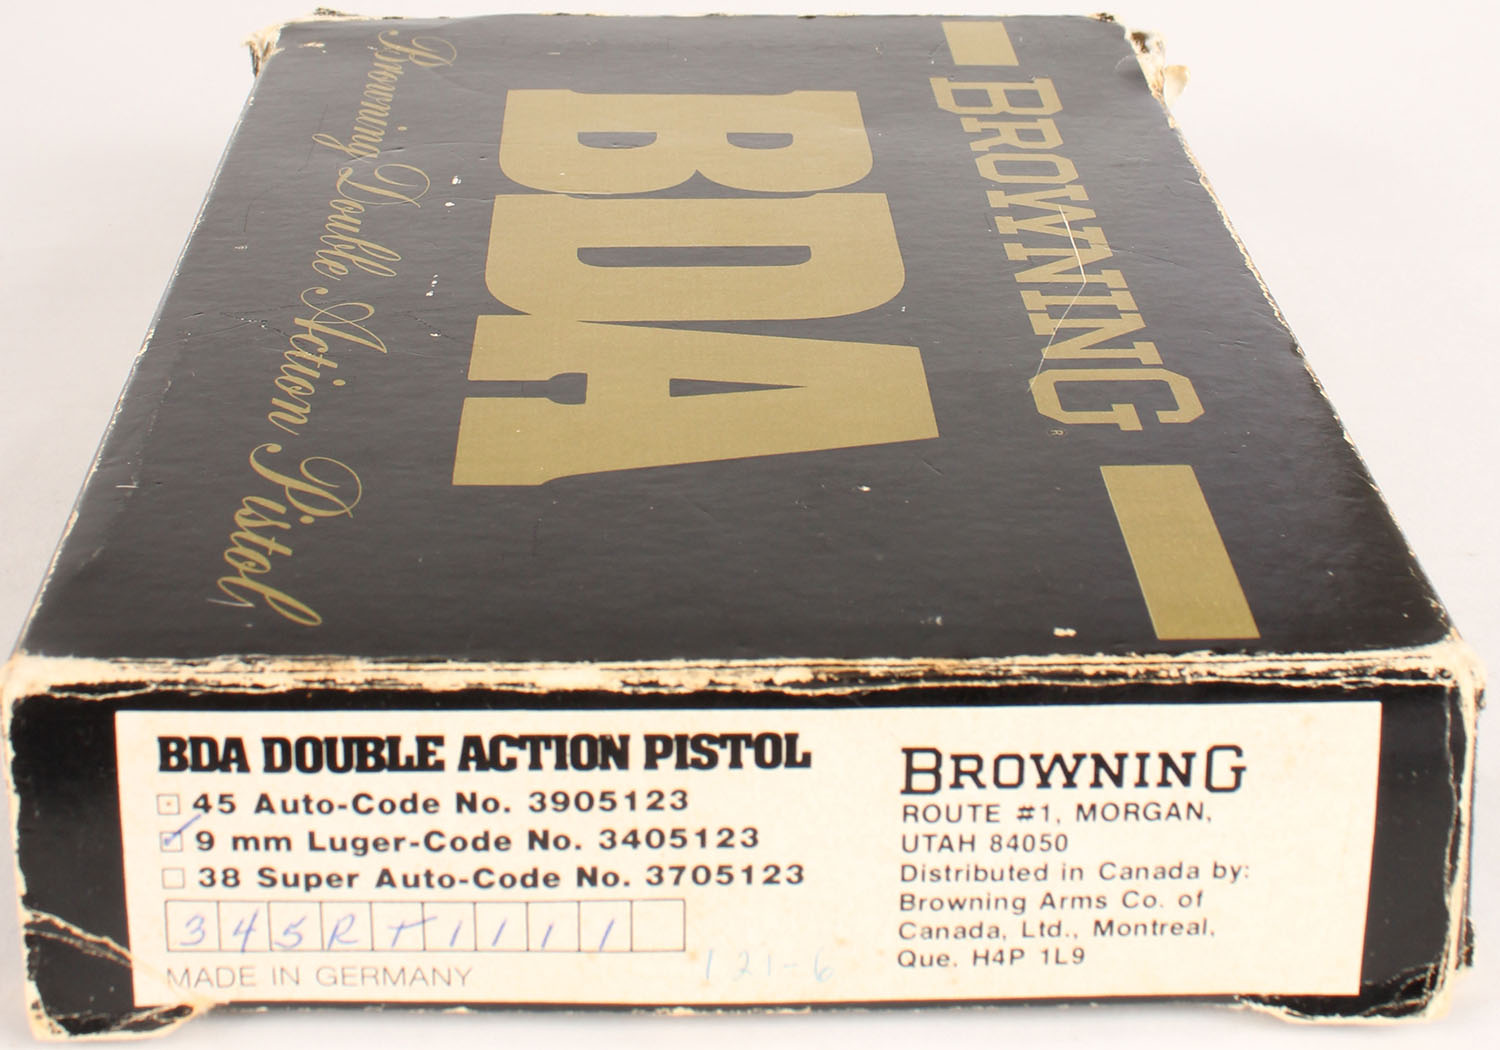 BROWNING
BDA
Browning Double Action Pistol
BDA DOUBLE ACTION PISTOL
45 Auto-Code No. 3905123
9 mm Luger-Code No. 3405123
38 Super Auto-Code No. 3705123
345RT1111
MADE IN GERMANY
121-6
BROWNING
ROUTE #1, MORGAN,
UTAH 84050
Distributed in Canada by:
Browning Arms Co. of
Canada, Ltd., Montreal,
Que. H4P 1L9